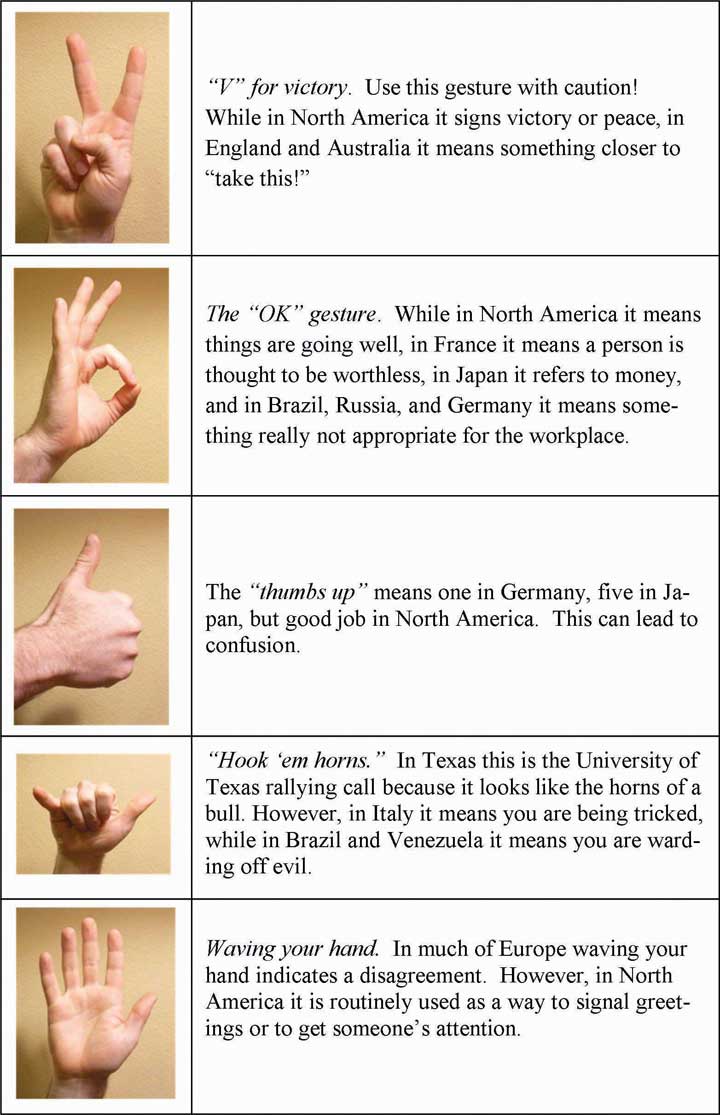 “V” for victory.  Use this gesture with caution!
While in North America it signs victory or peace, in
England and Australia it means something closer to
“take this!”
The “OK” gesture.  While in North America it means
things are going well, in France it means a person is
thought to be worthless, in Japan it refers to money,
and in Brazil, Russia, and Germany it means some-
thing really not appropriate for the workplace.
The “thumbs up” means one in Germany, five in Ja-
pan, but good job in North America.  This can lead to
confusion.
“Hook ‘em horns.”  In Texas this is the University of
Texas rallying call because it looks like the horns of a
bull. However, in Italy it means you are being tricked,
while in Brazil and Venezuela it means you are ward-
ing off evil.
Waving your hand.  In much of Europe waving your
hand indicates a disagreement.  However, in North
America it is routinely used as a way to signal greet-
ings or to get someone’s attention.